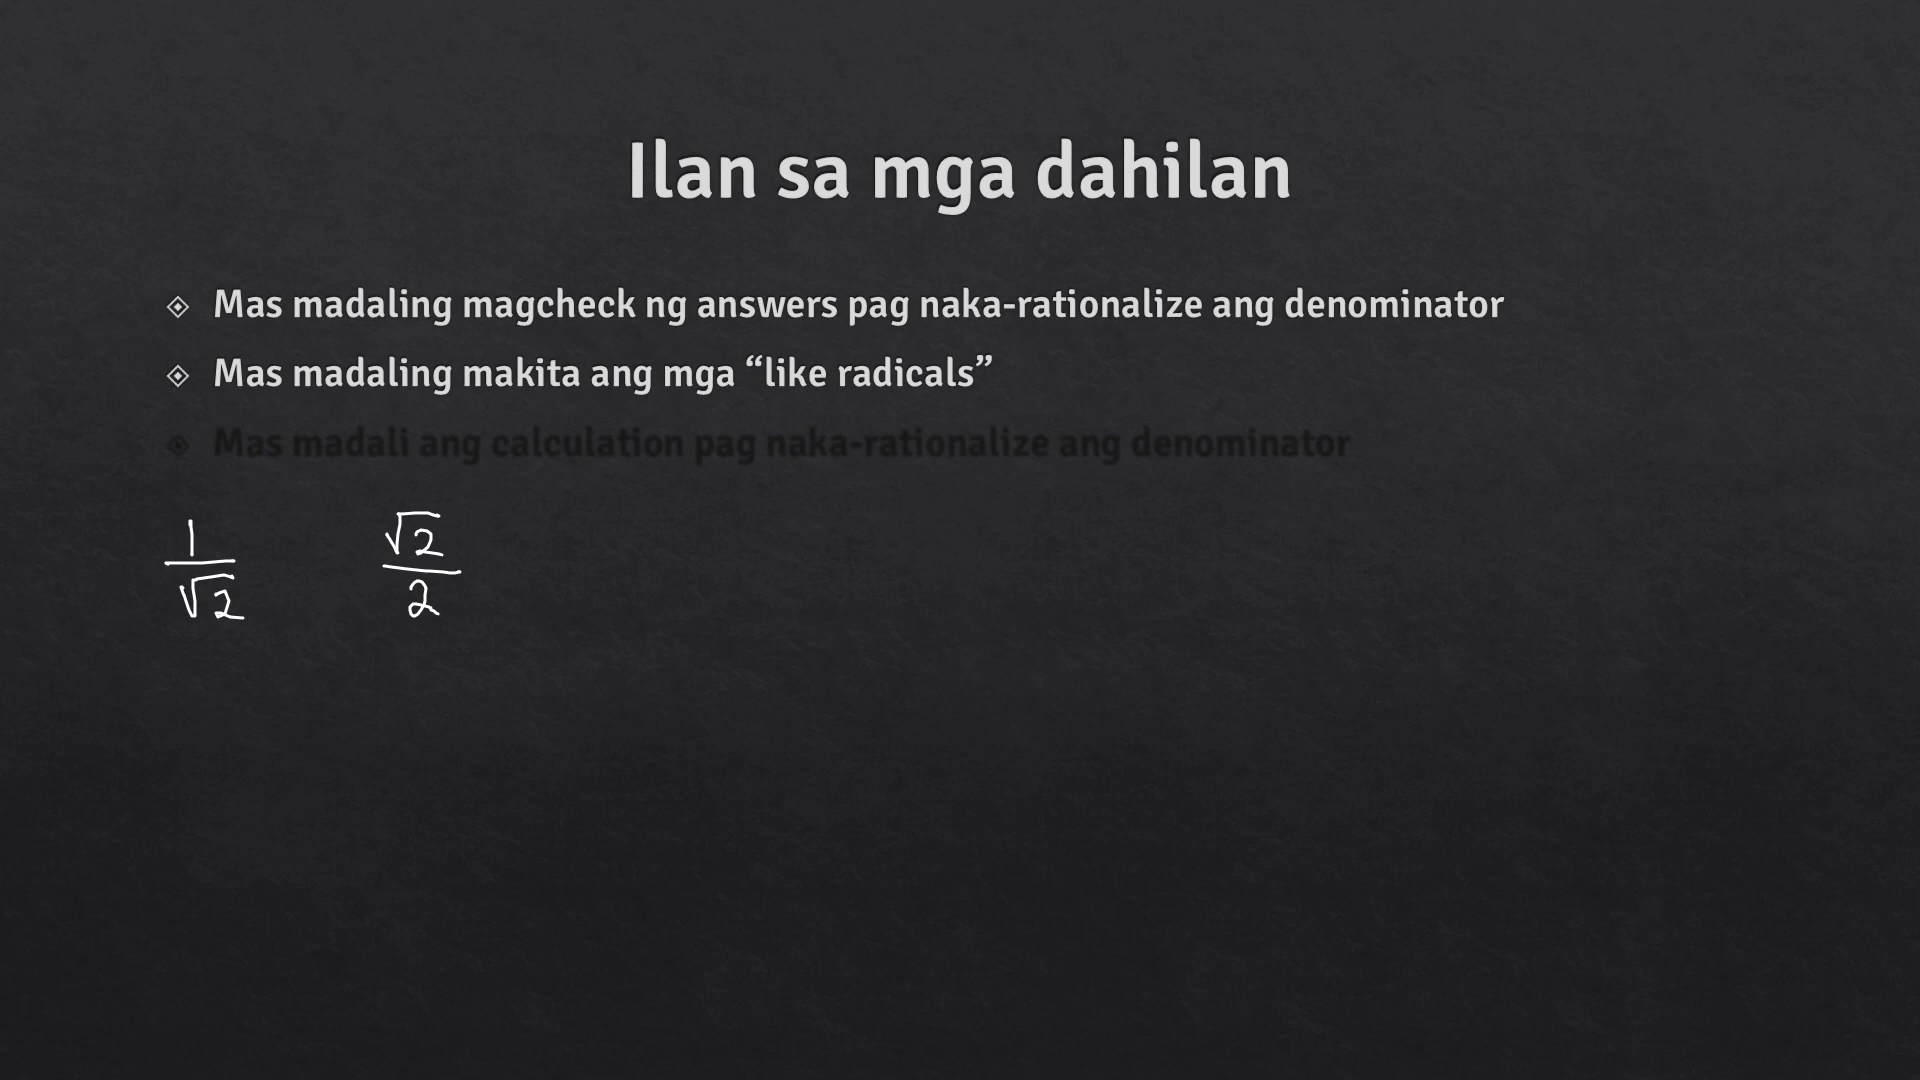 Ilan sa mga dahilan
Mas madaling magcheck ng answers pag naka-rationalize ang denominator
Mas madaling makita ang mga “like radicals”
Mas madali ang calculation pag naka-rationalize ang denominator
1/√2 √2/2